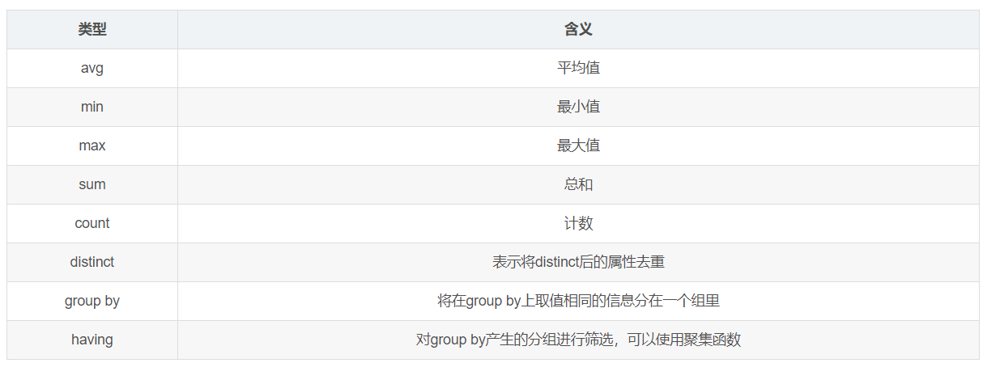 类型 含义
avg 平均值
min 最小值
max 最大值
sum 总和
count 计数
distinct 表示将distinct后的属性去重
group by 将在group by上取值相同的信息分在一个组里
having 对group by产生的分组进行筛选，可以使用聚集函数